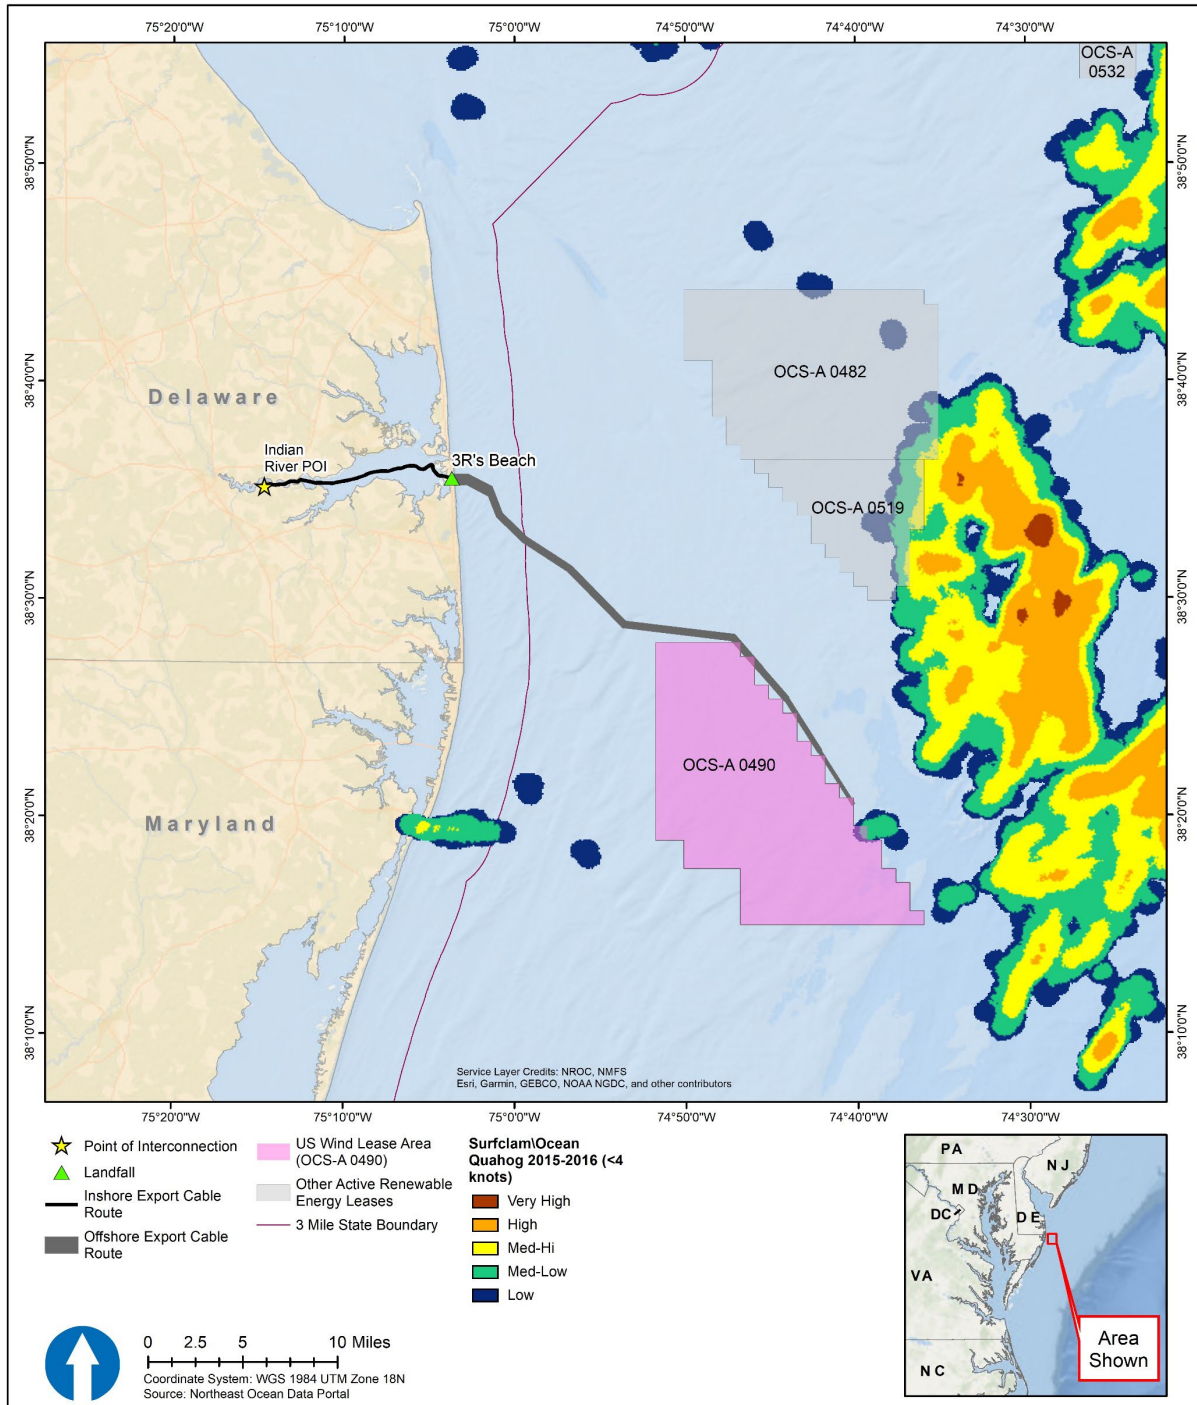 75°20'0"W
75°10'0"W
75°0'0"W
74°50'0"W
74°40'0"W
74°30'0"W
OCS-A
0532
38°50'0"N
38°50'0"N
38°40'0"N
38°40'0"N
OCS-A 0482
Delaware
Indian
River POI
3R's Beach
OCS-A 0519
38°30'0"N
38°30'0"N
OCS-A 0490
38°20'0"N
38°20'0"N
Maryland
38°10'0"N
38°10'0"N
Service Layer Credits: NROC, NMFS
Esri, Garmin, GEBCO, NOAA NGDC, and other contributors
75°20'0"W
75°10'0"W
75°0'0"W
74°50'0"W
74°40'0"W
74°30'0"W
Point of Interconnection
Landfall
Inshore Export Cable
Route
Offshore Export Cable
Route
US Wind Lease Area
(OCS-A 0490)
Other Active Renewable
Energy Leases
3 Mile State Boundary
Surfclam\Ocean
Quahog 2015-2016 (<4
knots)
Very High
High
Med-Hi
Med-Low
Low
0 2.5 5 10 Miles
Coordinate System: WGS 1984 UTM Zone 18N
Source: Northeast Ocean Data Portal
PA
NJ
MD
DC
DE
VA
NC
Area
Shown